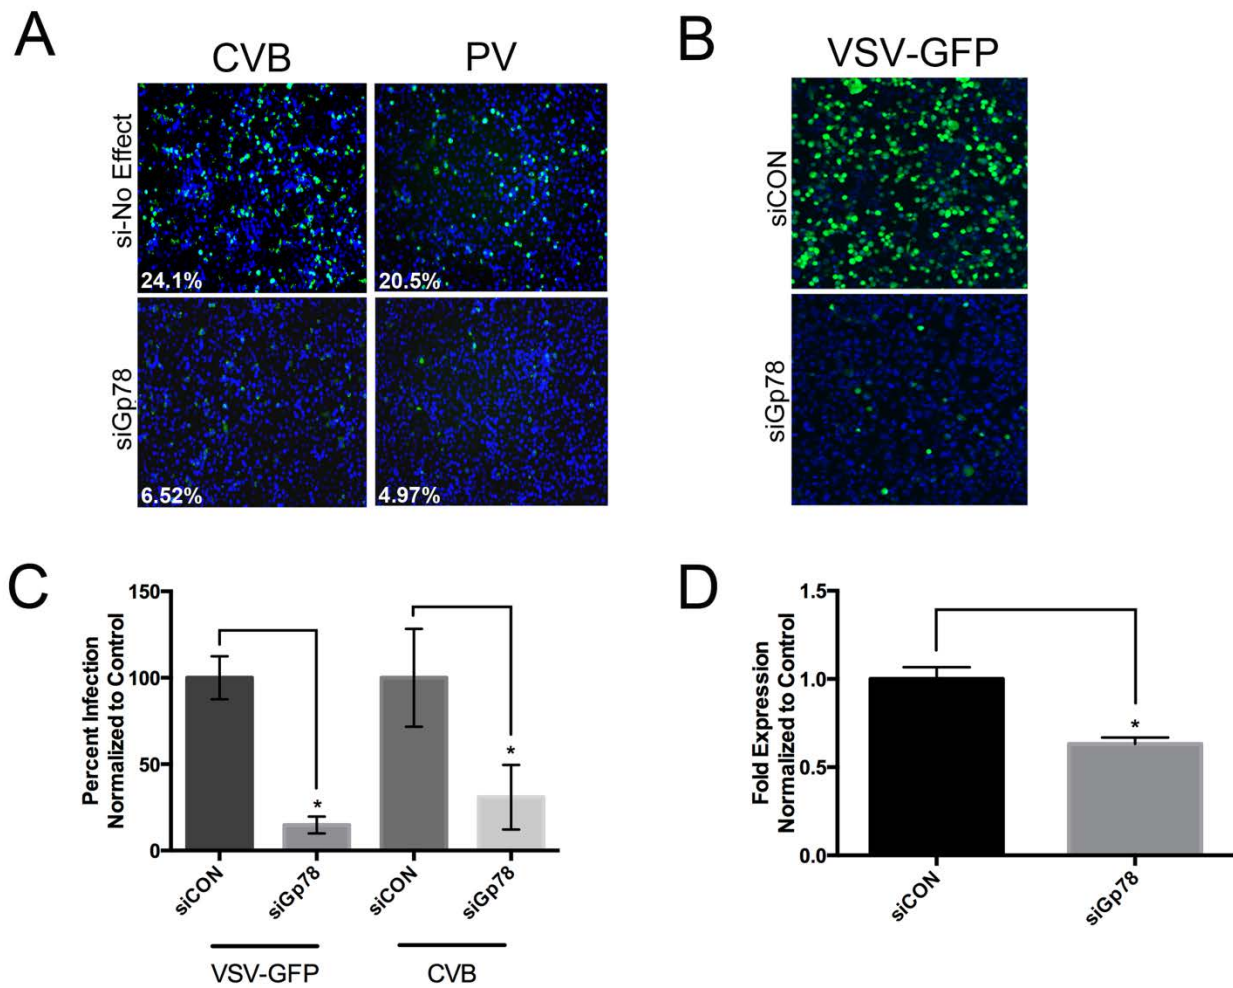 A
CVB
PV
si-No Effect
24.1%
20.5%
siGp78
6.52%
4.97%
B
VSV-GFP
siCON
siGp78
C
Percent Infection
Normalized to Control
150
100
50
0
*
*
siCON
siGp78
siCON
siGp78
VSV-GFP
CVB
D
Fold Expression
Normalized to Control
1.5
1.0
0.5
0.0
*
siCON
siGp78